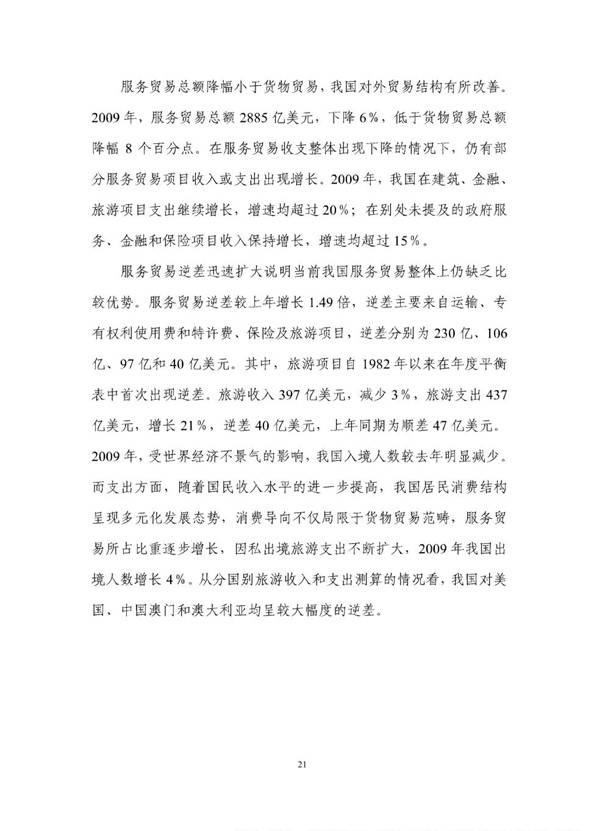 服务贸易总额降幅小于货物贸易，我国对外贸易结构有所改善。
2009 年，服务贸易总额 2885 亿美元，下降 6%，低于货物贸易总额
降幅 8 个百分点。在服务贸易收支整体出现下降的情况下，仍有部
分服务贸易项目收入或支出出现增长。2009 年，我国在建筑、金融、
旅游项目支出继续增长，增速均超过 20%；在别处未提及的政府服
务、金融和保险项目收入保持增长，增速均超过 15%。
服务贸易逆差迅速扩大说明当前我国服务贸易整体上仍缺乏比
较优势。服务贸易逆差较上年增长 1.49 倍，逆差主要来自运输、专
有权利使用费和特许费、保险及旅游项目，逆差分别为 230 亿、106
亿、97 亿和 40 亿美元。其中，旅游项目自 1982 年以来在年度平衡
表中首次出现逆差。旅游收入 397 亿美元，减少 3%，旅游支出 437
亿美元，增长 21%，逆差 40 亿美元，上年同期为顺差 47 亿美元。
2009 年，受世界经济不景气的影响，我国入境人数较去年明显减少。
而支出方面，随着国民收入水平的进一步提高，我国居民消费结构
呈现多元化发展态势，消费导向不仅局限于货物贸易范畴，服务贸
易所占比重逐步增长，因私出境旅游支出不断扩大，2009 年我国出
境人数增长 4%。从分国别旅游收入和支出测算的情况看，我国对美
国、中国澳门和澳大利亚均呈较大幅度的逆差。
21